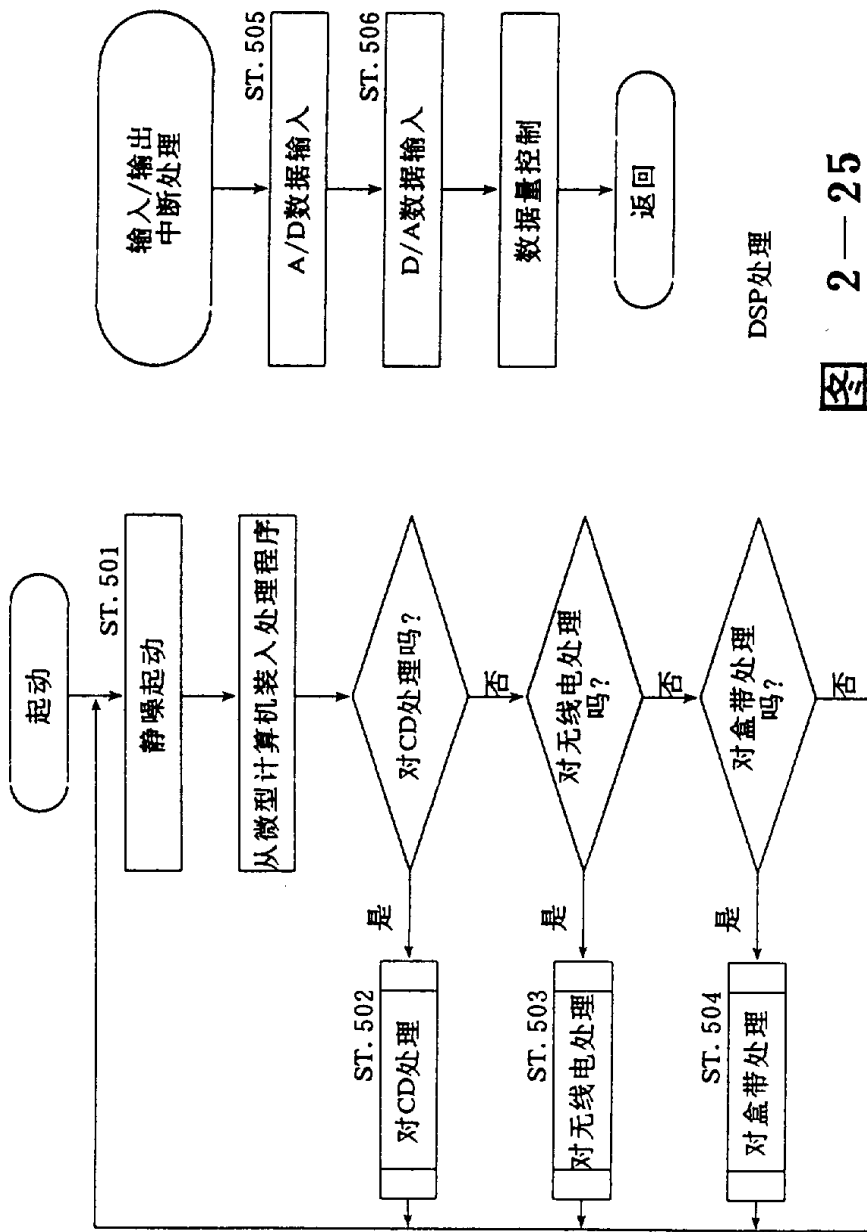 起动
ST. 501
静噪起动
从微型计算机装入处理程序
对CD处理吗?
是
否
ST. 502
对CD处理
对无线电处理
吗?
是
否
ST. 503
对无线电处理
对盒带处理
吗?
是
否
ST. 504
对盒带处理
输入/输出
中断处理
ST. 505
A/D数据输入
ST. 506
D/A数据输入
数据量控制
返回
DSP处理
图 2—25